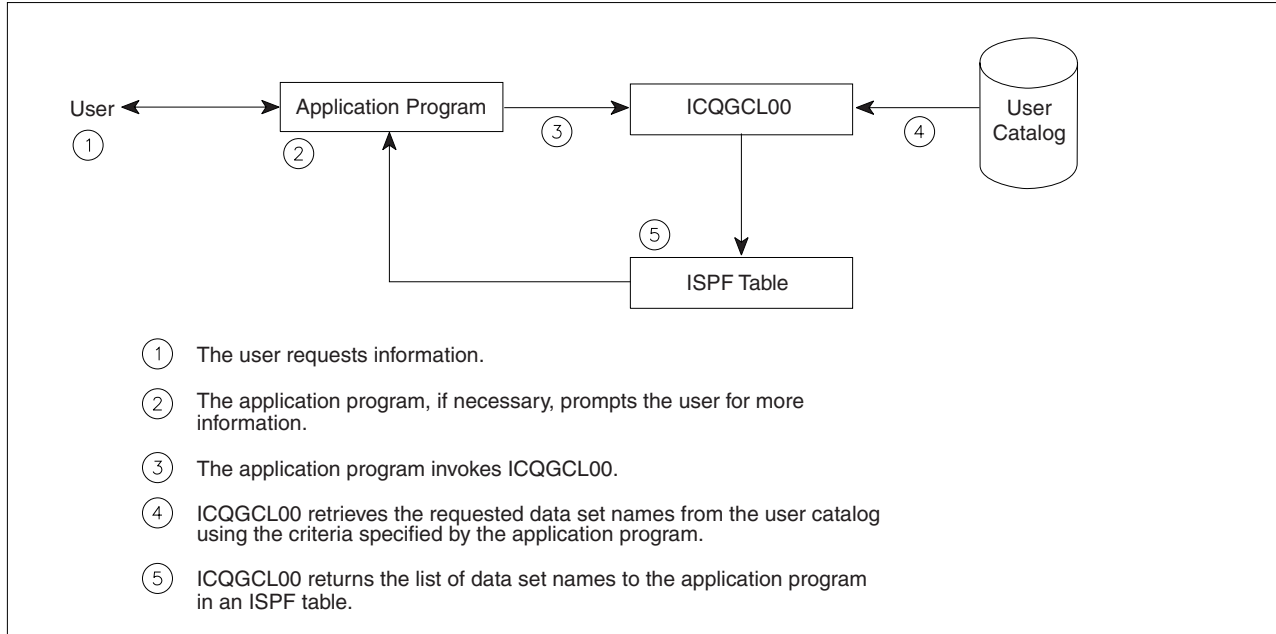 User
Application Program
ICQGCL00
User
Catalog
1
2
3
4
5
ISPF Table
1 The user requests information.
2 The application program, if necessary, prompts the user for more
information.
3 The application program invokes ICQGCL00.
4 ICQGCL00 retrieves the requested data set names from the user catalog
using the criteria specified by the application program.
5 ICQGCL00 returns the list of data set names to the application program
in an ISPF table.